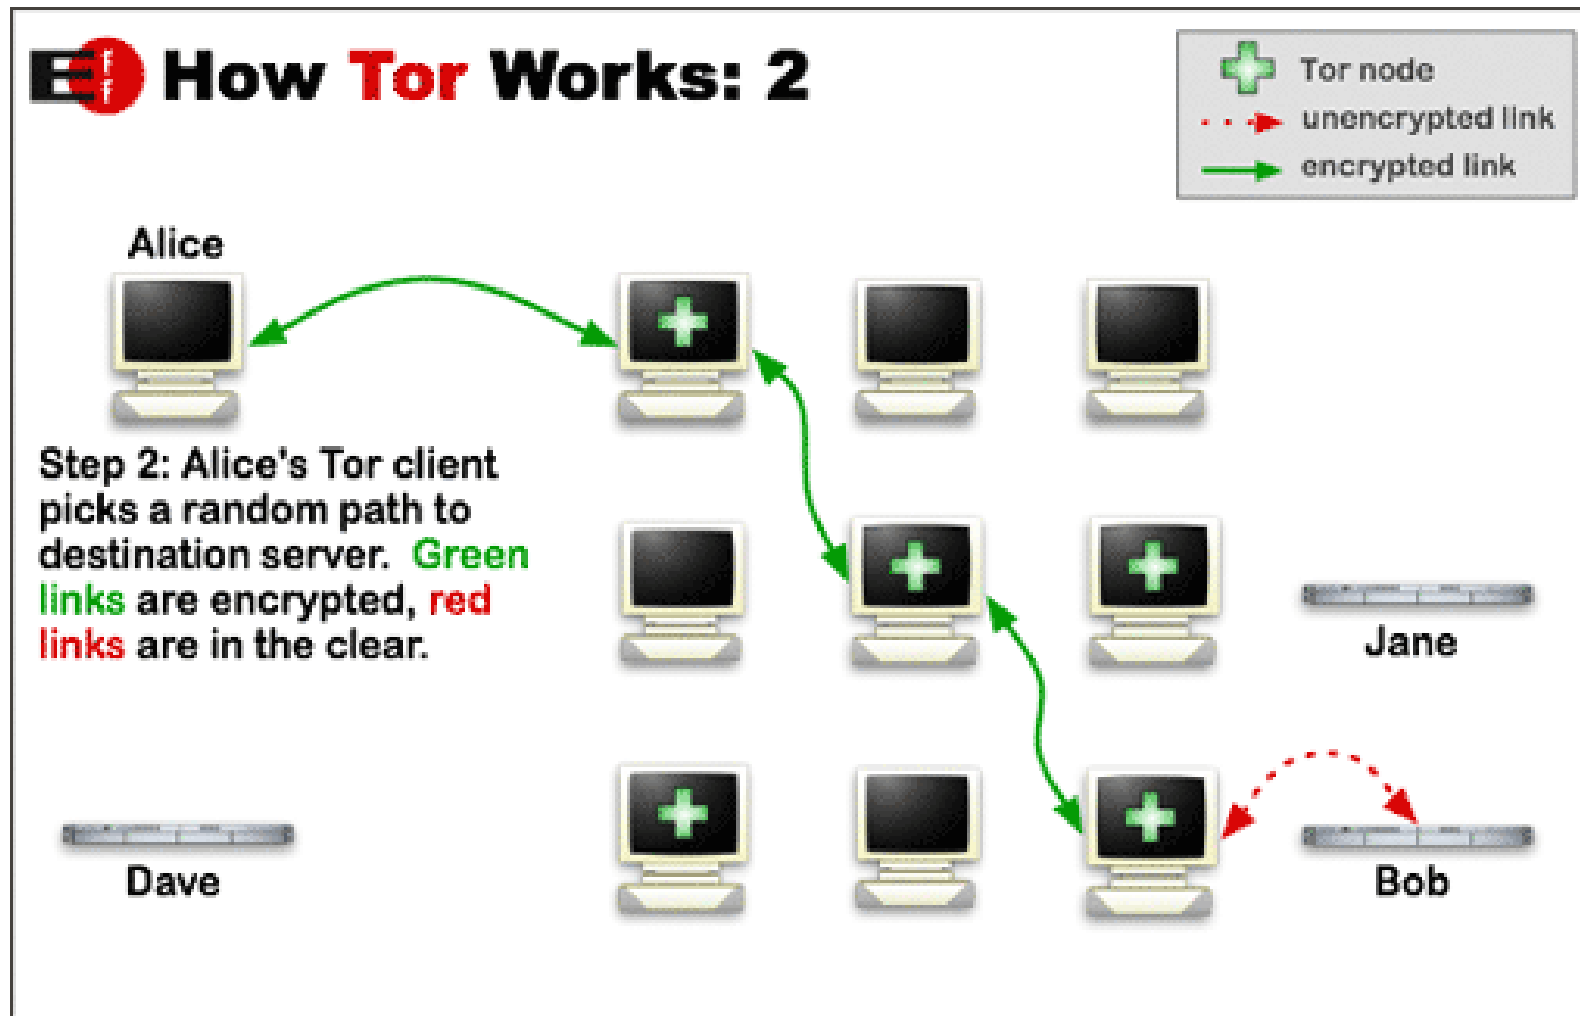 EFF How Tor Works: 2
Tor node
unencrypted link
encrypted link
Alice
Step 2: Alice's Tor client
picks a random path to
destination server. Green
links are encrypted, red
links are in the clear.
Jane
Dave
Bob